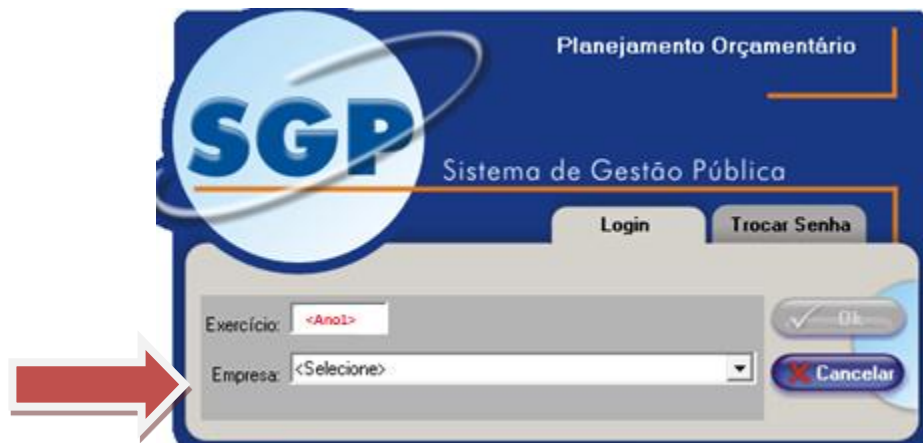 Planejamento Orçamentário
SGP
Sistema de Gestão Pública
Login Trocar Senha
Exercício: <Ano1> Ok
Empresa: <Selecione> Cancelar